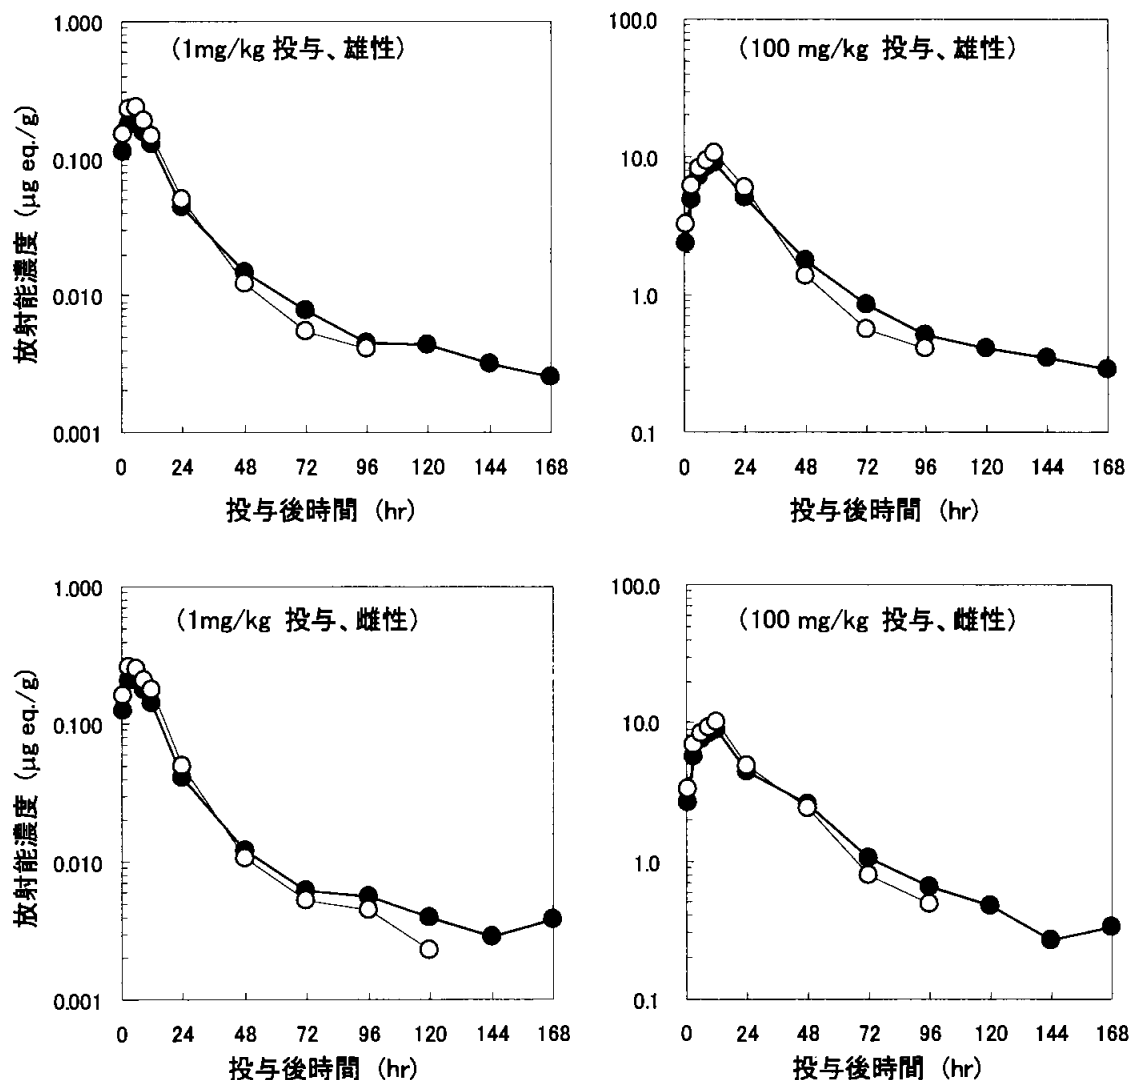 (1mg/kg 投与、雄性)
1.000
0.100
0.010
0.001
放射能濃度 (μg eq./g)
0 24 48 72 96 120 144 168
投与後時間 (hr)
(100 mg/kg 投与、雄性)
100.0
10.0
1.0
0.1
0 24 48 72 96 120 144 168
投与後時間 (hr)
(1mg/kg 投与、雌性)
1.000
0.100
0.010
0.001
放射能濃度 (μg eq./g)
0 24 48 72 96 120 144 168
投与後時間 (hr)
(100 mg/kg 投与、雌性)
100.0
10.0
1.0
0.1
0 24 48 72 96 120 144 168
投与後時間 (hr)